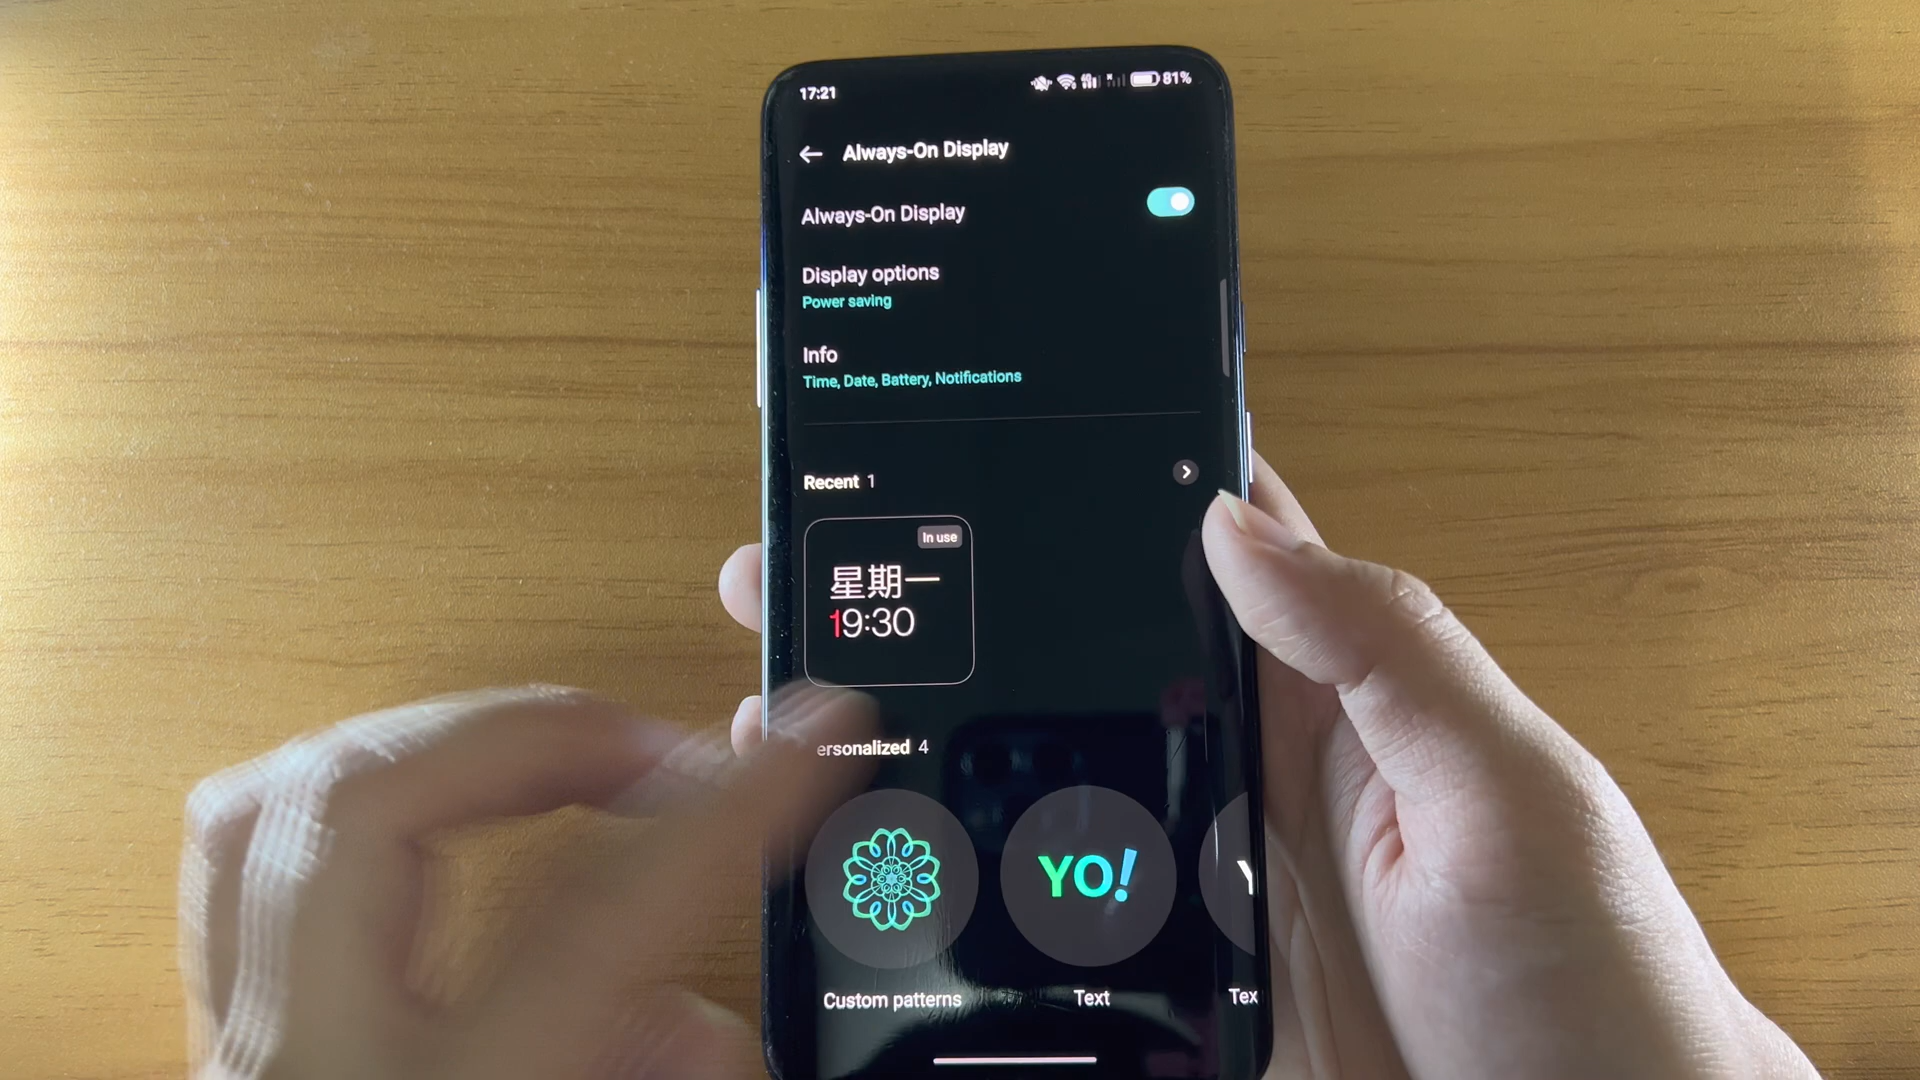 17:21
4G
81%
Always-On Display
Always-On Display
Display options
Power saving
Info
Time, Date, Battery, Notifications
Recent 1
In use
星期一
19:30
ersonalized 4
YO!
Y
Custom patterns
Text
Tex